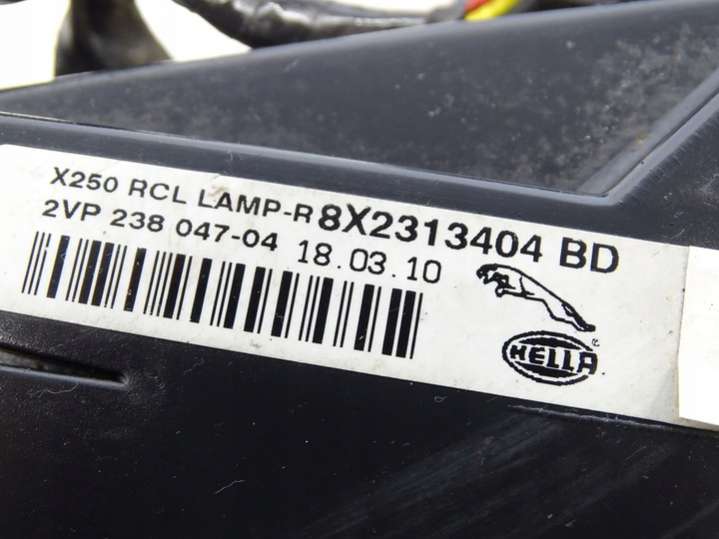 X250 RCL LAMP-R 8X2313404 BD
2VP 238 047-04 18.03.10
HELLA